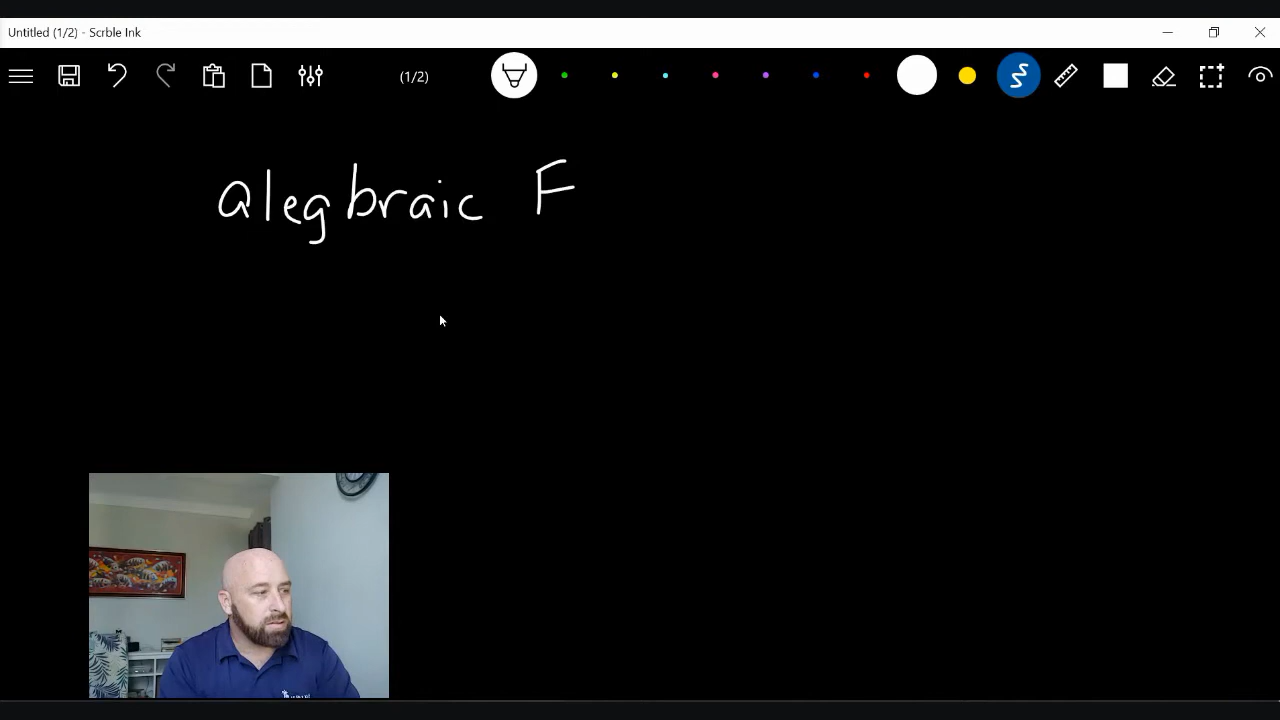 Untitled (1/2) - Scrble Ink
(1/2)
alegbraic F